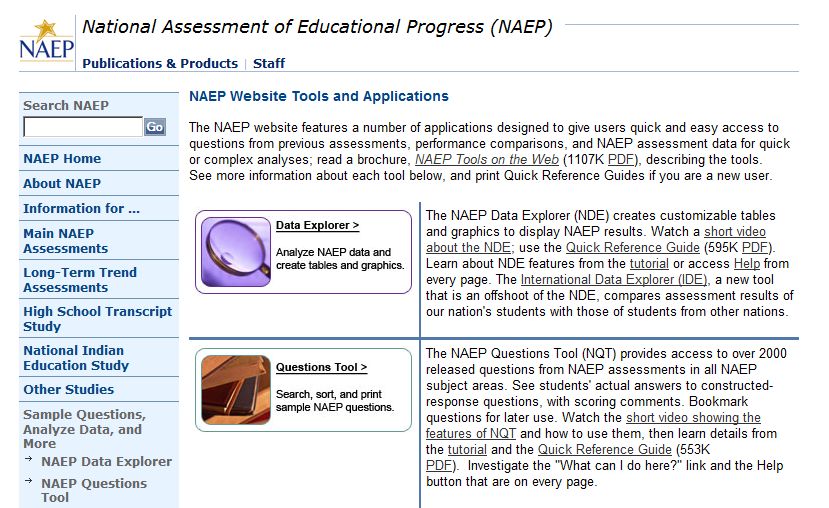 NAEP
National Assessment of Educational Progress (NAEP)
Publications & Products | Staff
Search NAEP
Go
NAEP Home
About NAEP
Information for ...
Main NAEP
Assessments
Long-Term Trend
Assessments
High School Transcript
Study
National Indian
Education Study
Other Studies
Sample Questions,
Analyze Data, and
More
→ NAEP Data Explorer
→ NAEP Questions
Tool
NAEP Website Tools and Applications
The NAEP website features a number of applications designed to give users quick and easy access to
questions from previous assessments, performance comparisons, and NAEP assessment data for quick
or complex analyses; read a brochure, NAEP Tools on the Web (1107K PDF), describing the tools.
See more information about each tool below, and print Quick Reference Guides if you are a new user.
Data Explorer >
Analyze NAEP data and
create tables and graphics.
The NAEP Data Explorer (NDE) creates customizable tables
and graphics to display NAEP results. Watch a short video
about the NDE; use the Quick Reference Guide (595K PDF).
Learn about NDE features from the tutorial or access Help from
every page. The International Data Explorer (IDE), a new tool
that is an offshoot of the NDE, compares assessment results of
our nation's students with those of students from other nations.
Questions Tool >
Search, sort, and print
sample NAEP questions.
The NAEP Questions Tool (NQT) provides access to over 2000
released questions from NAEP assessments in all NAEP
subject areas. See students' actual answers to constructed-
response questions, with scoring comments. Bookmark
questions for later use. Watch the short video showing the
features of NQT and how to use them, then learn details from
the tutorial and the Quick Reference Guide (553K
PDF). Investigate the "What can I do here?" link and the Help
button that are on every page.